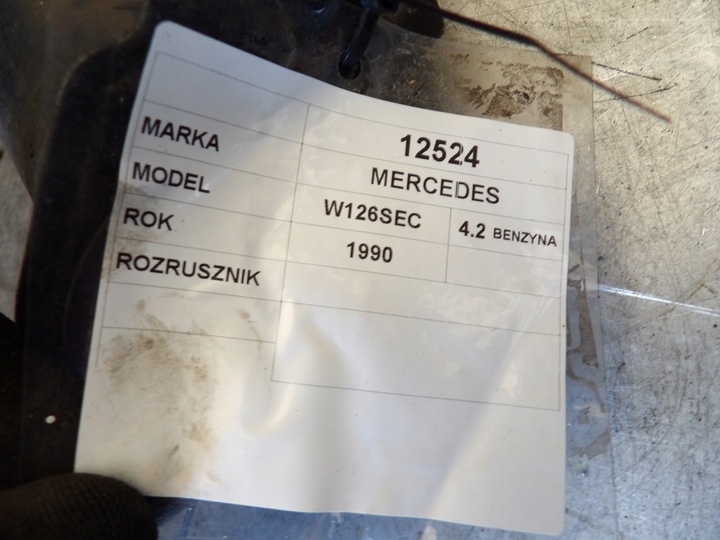 12524
MARKA MERCEDES
MODEL W126SEC 4.2 BENZYNA
ROK 1990
ROZRUSZNIK